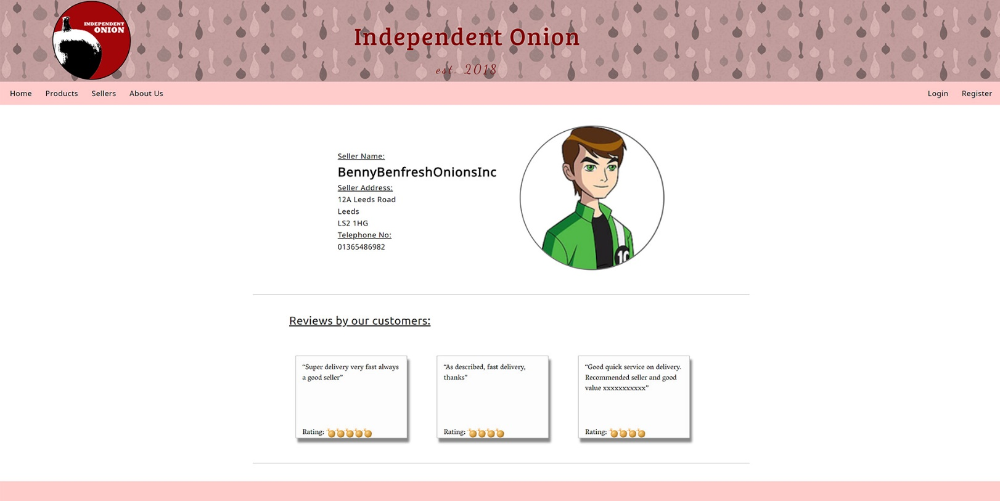 INDEPENDENT
ONION
Independent Onion
est. 2018
Home Products Sellers About Us Login Register
Seller Name:
BennyBenfreshOnionsInc
Seller Address:
12A Leeds Road
Leeds
LS2 1HG
Telephone No:
01365486982
10
Reviews by our customers:
“Super delivery very fast always
a good seller”
Rating:
“As described, fast delivery,
thanks”
Rating:
“Good quick service on delivery.
Recommended seller and good
value xxxxxxxxxxx”
Rating: